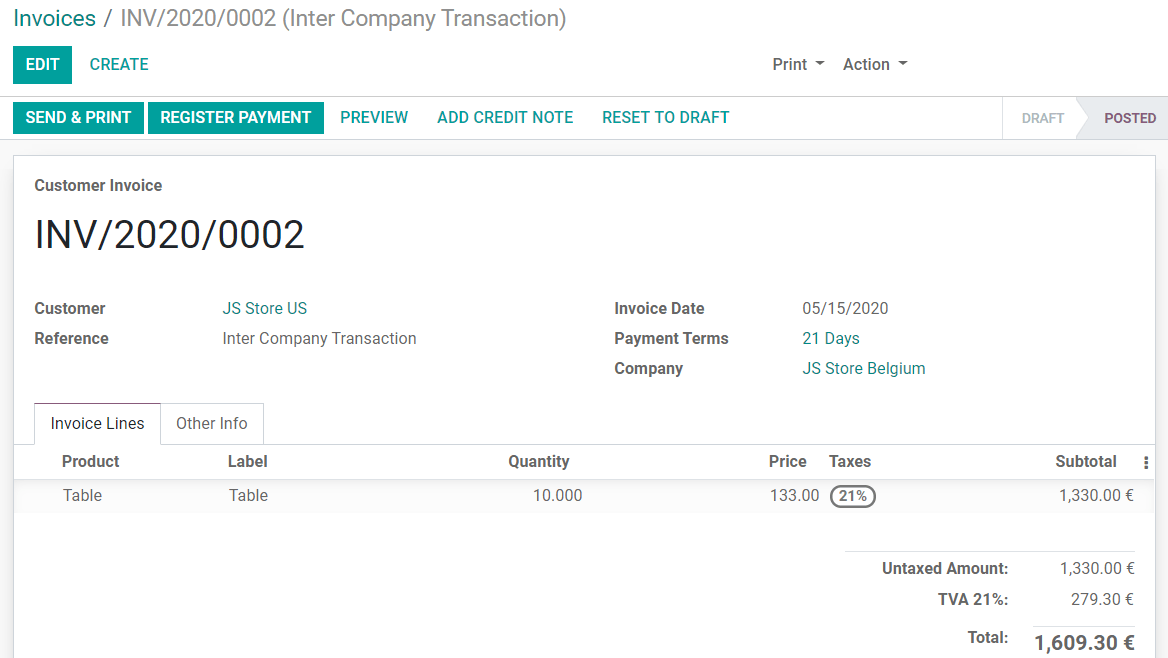 Invoices / INV/2020/0002 (Inter Company Transaction)
EDIT CREATE Print Action
SEND & PRINT REGISTER PAYMENT PREVIEW ADD CREDIT NOTE RESET TO DRAFT DRAFT POSTED
Customer Invoice
INV/2020/0002
Customer JS Store US Invoice Date 05/15/2020
Reference Inter Company Transaction Payment Terms 21 Days
Company JS Store Belgium
Invoice Lines Other Info
Product Label Quantity Price Taxes Subtotal
Table Table 10.000 133.00 21% 1,330.00 €
Untaxed Amount: 1,330.00 €
TVA 21%: 279.30 €
Total: 1,609.30 €